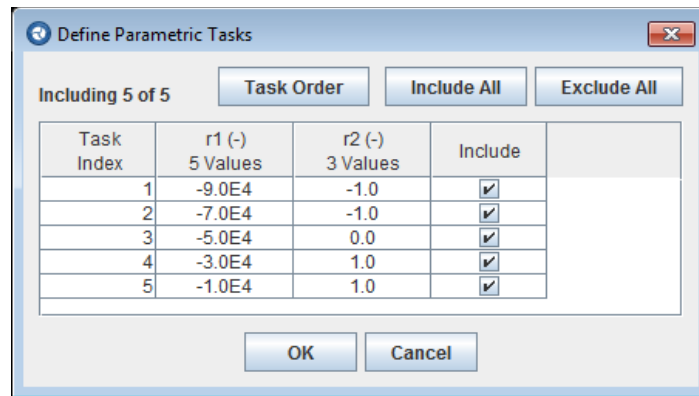 Define Parametric Tasks
Including 5 of 5
Task Order
Include All
Exclude All
Task Index
r1 (-) 5 Values
r2 (-) 3 Values
Include
1 -9.0E4 -1.0
2 -7.0E4 -1.0
3 -5.0E4 0.0
4 -3.0E4 1.0
5 -1.0E4 1.0
OK
Cancel